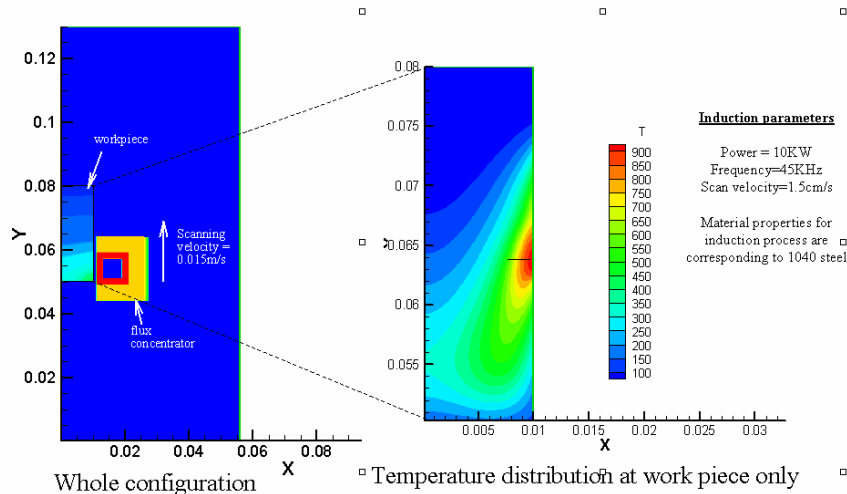 0.12
0.1
0.08
0.06
0.04
0.02
Y
0.02
0.04
0.06
0.08
X
workpiece
Scanning
velocity =
0.015m/s
flux
concentrator
Whole configuration
0.08
0.075
0.07
0.065
0.06
0.055
0.005
0.01
0.015
0.02
0.03
X
T
900
850
800
750
700
650
600
550
500
450
400
350
300
250
200
150
100
Induction parameters
Power = 10KW
Frequency=45KHz
Scan velocity=1.5cm/s
Material properties for
induction process are
corresponding to 1040 steel
Temperature distribution at work piece only